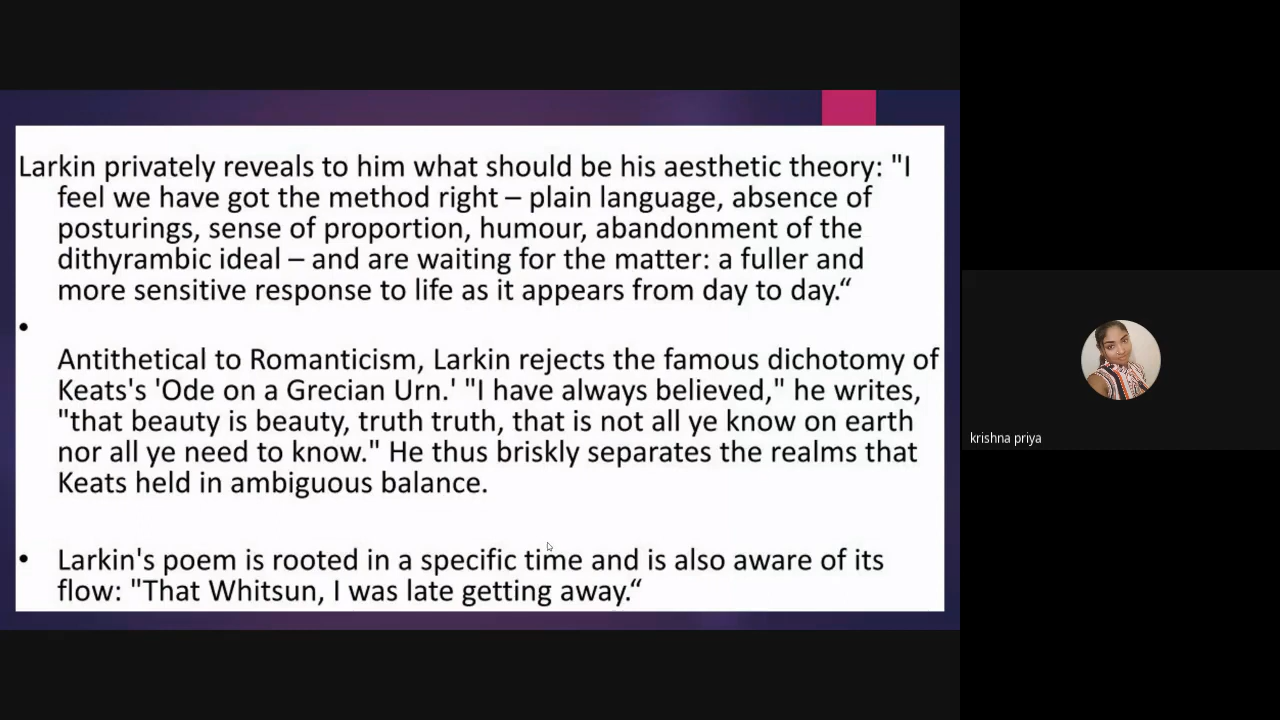 Larkin privately reveals to him what should be his aesthetic theory: "I
feel we have got the method right – plain language, absence of
posturings, sense of proportion, humour, abandonment of the
dithyrambic ideal – and are waiting for the matter: a fuller and
more sensitive response to life as it appears from day to day.“
•
Antithetical to Romanticism, Larkin rejects the famous dichotomy of
Keats's 'Ode on a Grecian Urn.' "I have always believed," he writes,
"that beauty is beauty, truth truth, that is not all ye know on earth
nor all ye need to know." He thus briskly separates the realms that
Keats held in ambiguous balance.
• Larkin's poem is rooted in a specific time and is also aware of its
flow: "That Whitsun, I was late getting away.“
krishna priya